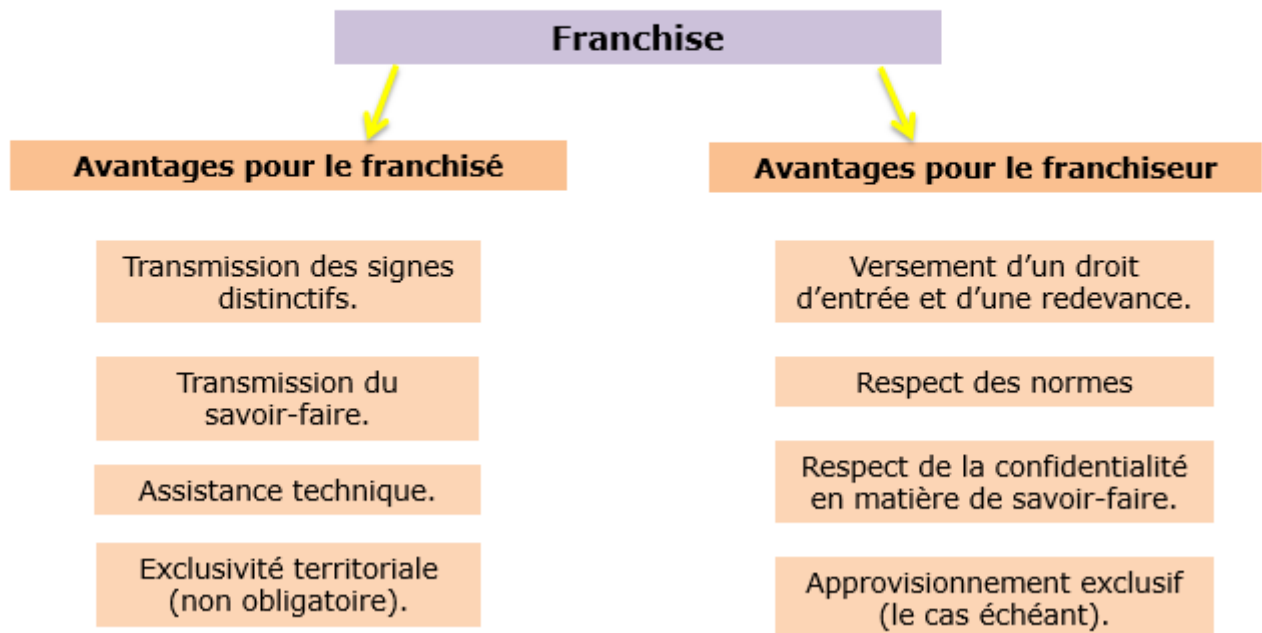 Franchise
Avantages pour le franchisé
Transmission des signes
distinctifs.
Transmission du
savoir-faire.
Assistance technique.
Exclusivité territoriale
(non obligatoire).
Avantages pour le franchiseur
Versement d’un droit
d’entrée et d’une redevance.
Respect des normes
Respect de la confidentialité
en matière de savoir-faire.
Approvisionnement exclusif
(le cas échéant).